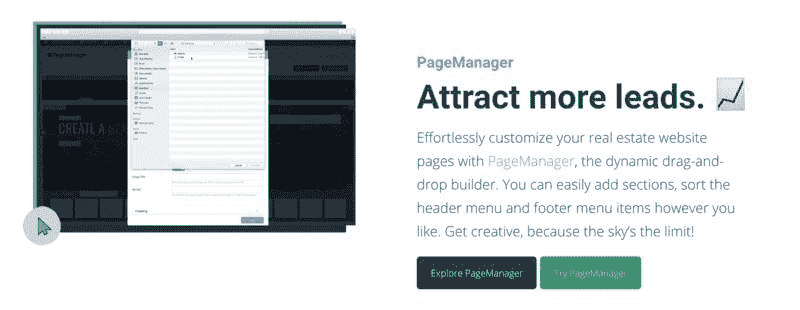 PageManager
CREATE A
PageManager
Attract more leads.
Effortlessly customize your real estate website
pages with PageManager, the dynamic drag-and-
drop builder. You can easily add sections, sort the
header menu and footer menu items however you
like. Get creative, because the sky's the limit!
Explore PageManager
Try PageManager